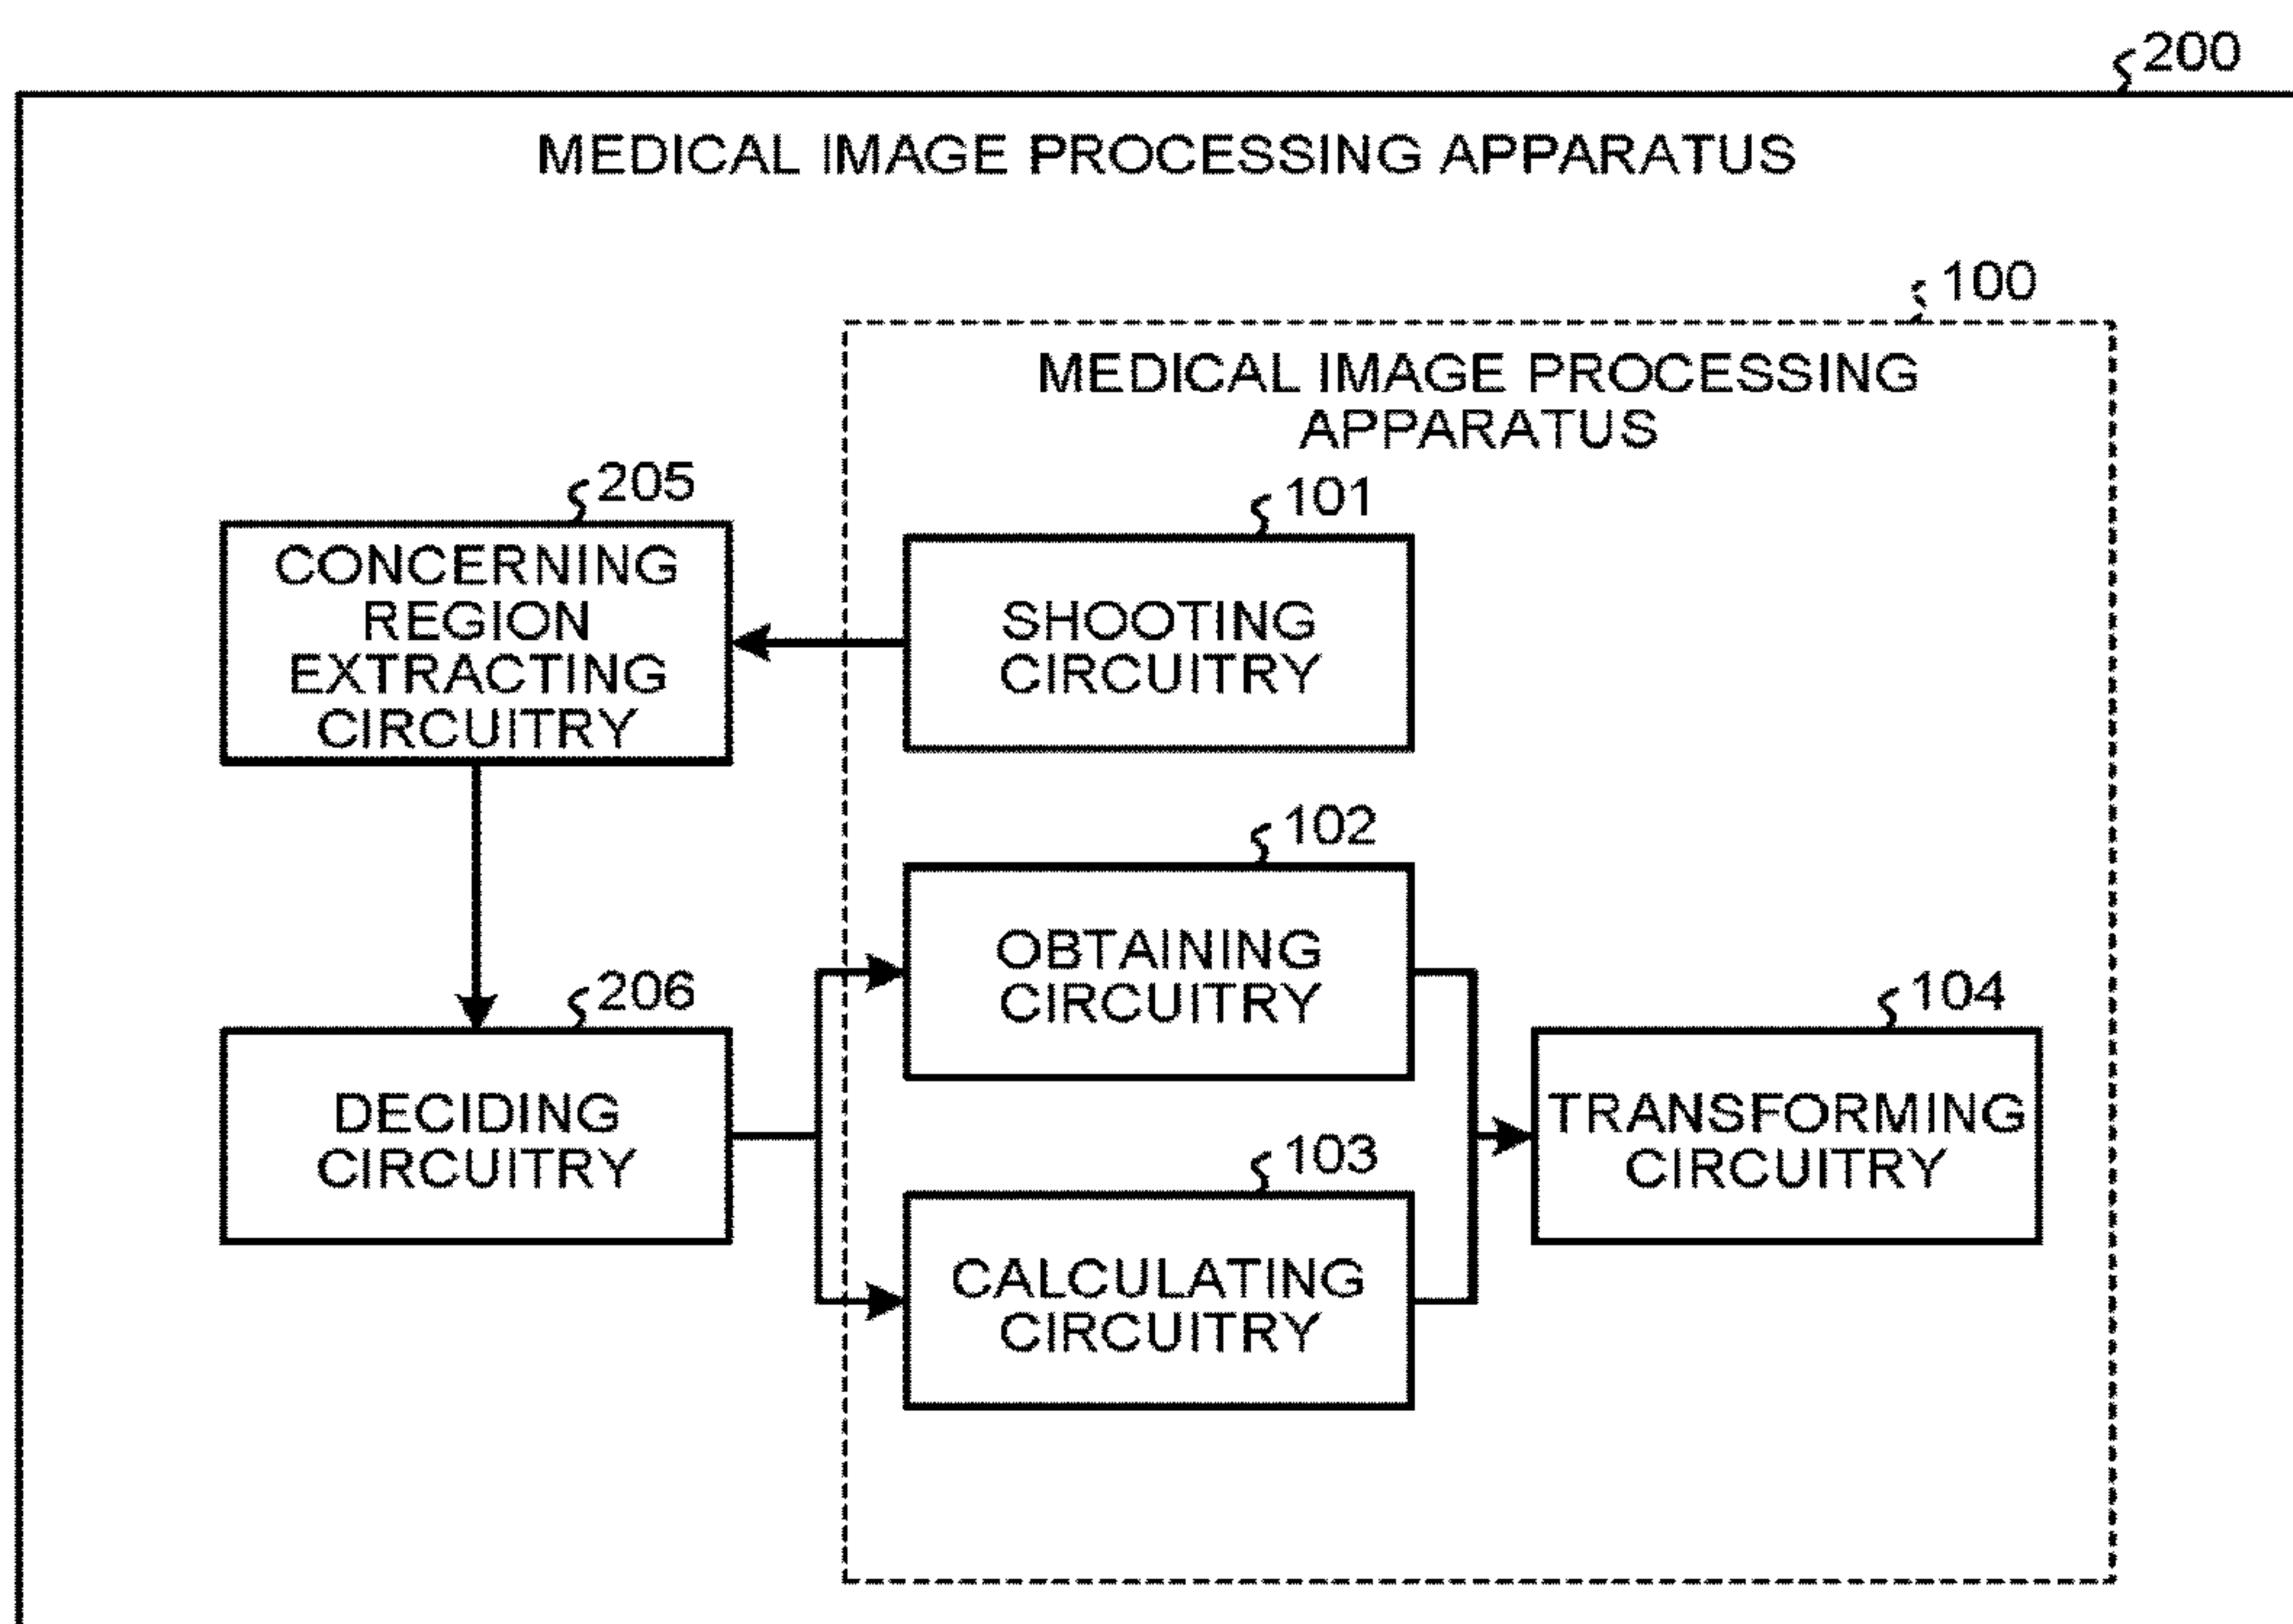 200
MEDICAL IMAGE PROCESSING APPARATUS
100
MEDICAL IMAGE PROCESSING
APPARATUS
205
CONCERNING
REGION
EXTRACTING
CIRCUITRY
101
SHOOTING
CIRCUITRY
102
OBTAINING
CIRCUITRY
206
DECIDING
CIRCUITRY
104
TRANSFORMING
CIRCUITRY
103
CALCULATING
CIRCUITRY